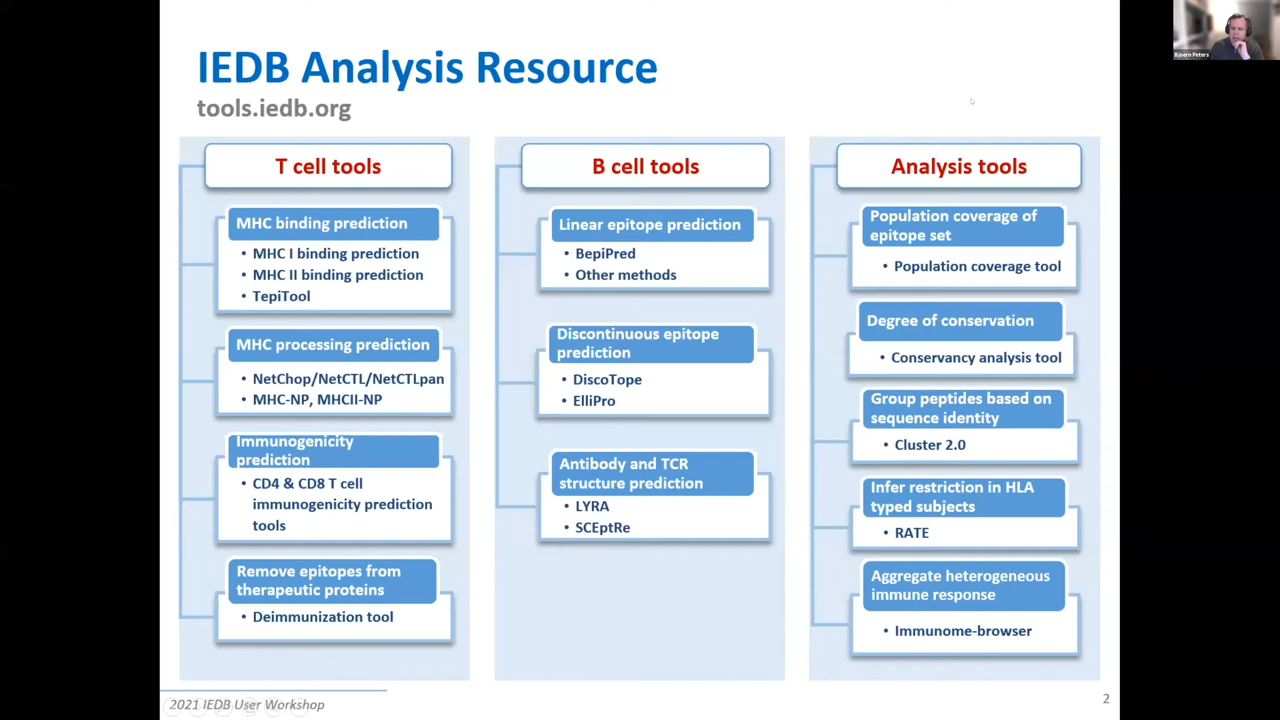 IEDB Analysis Resource
tools.iedb.org
T cell tools
MHC binding prediction
• MHC I binding prediction
• MHC II binding prediction
• TepiTool
MHC processing prediction
• NetChop/NetCTL/NetCTLpan
• MHC-NP, MHCII-NP
Immunogenicity
prediction
• CD4 & CD8 T cell
immunogenicity prediction
tools
Remove epitopes from
therapeutic proteins
• Deimmunization tool
B cell tools
Linear epitope prediction
• BepiPred
• Other methods
Discontinuous epitope
prediction
• DiscoTope
• ElliPro
Antibody and TCR
structure prediction
• LYRA
• SCEptRe
Analysis tools
Population coverage of
epitope set
• Population coverage tool
Degree of conservation
• Conservancy analysis tool
Group peptides based on
sequence identity
• Cluster 2.0
Infer restriction in HLA
typed subjects
• RATE
Aggregate heterogeneous
immune response
• Immunome-browser
2021 IEDB User Workshop
2
Bjoern Peters